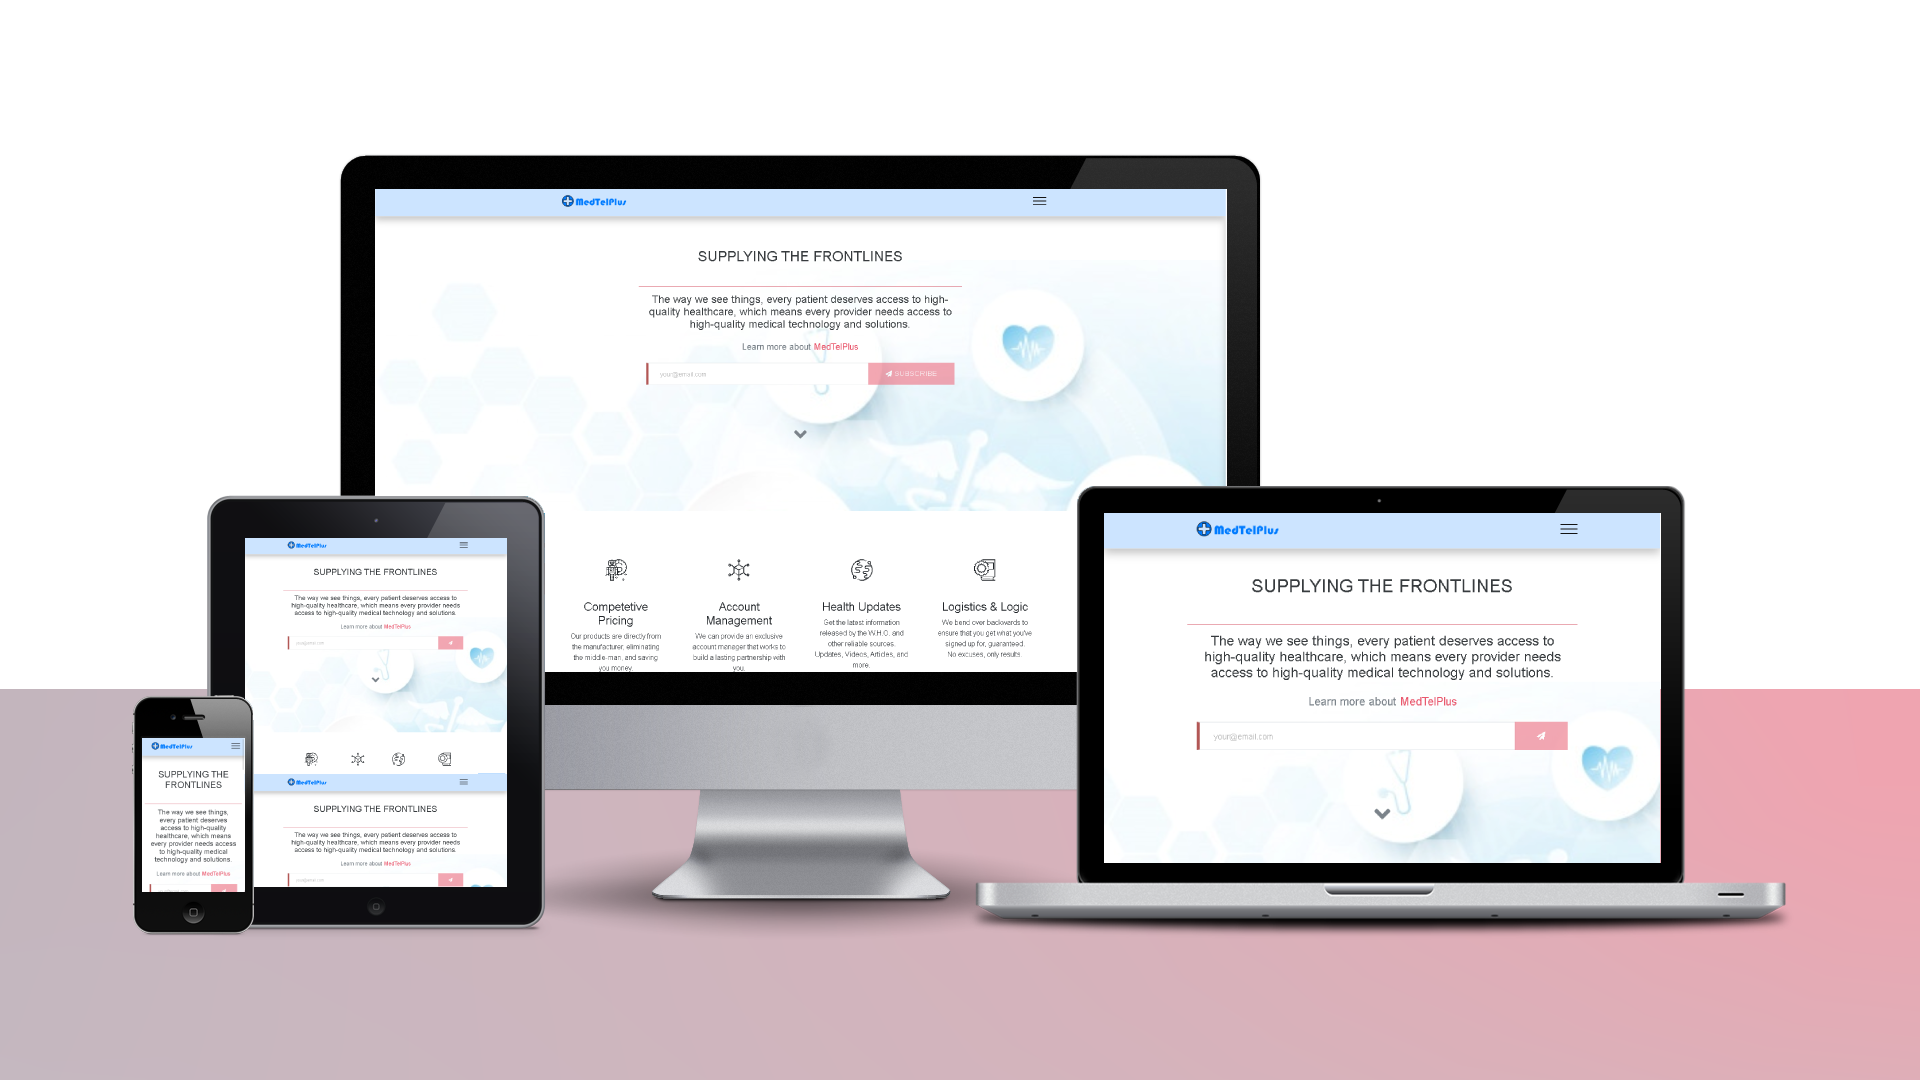 MedTelPlus
SUPPLYING THE FRONTLINES
The way we see things, every patient deserves access to high-
quality healthcare, which means every provider needs access to
high-quality medical technology and solutions.
Learn more about MedTelPlus
your@email.com
SUBSCRIBE
Competetive
Pricing
Our products are directly from
the manufacturer, eliminating
the middle-man, and saving
you money.
Account
Management
We can provide an exclusive
account manager that works to
build a lasting partnership with
you.
Health Updates
Get the latest information
released by the W.H.O. and
other reliable sources.
Updates, Videos, Articles, and
more.
Logistics & Logic
We bend over backwards to
ensure that you get what you've
signed up for, guaranteed.
No excuses, only results.
MedTelPlus
SUPPLYING THE FRONTLINES
The way we see things, every patient deserves access to
high-quality healthcare, which means every provider needs
access to high-quality medical technology and solutions.
Learn more about MedTelPlus
your@email.com
MedTelPlus
SUPPLYING THE FRONTLINES
The way we see things, every patient deserves access to
high-quality healthcare, which means every provider needs
access to high-quality medical technology and solutions.
Learn more about MedTelPlus
your@email.com
MedTelPlus
SUPPLYING THE
FRONTLINES
The way we see things,
every patient deserves
access to high-quality
healthcare, which means
every provider needs access
to high-quality medical
technology and solutions.
Learn more about MedTelPlus
MedTelPlus
SUPPLYING THE FRONTLINES
The way we see things, every patient deserves access to
high-quality healthcare, which means every provider needs
access to high-quality medical technology and solutions.
Learn more about MedTelPlus
your@email.com